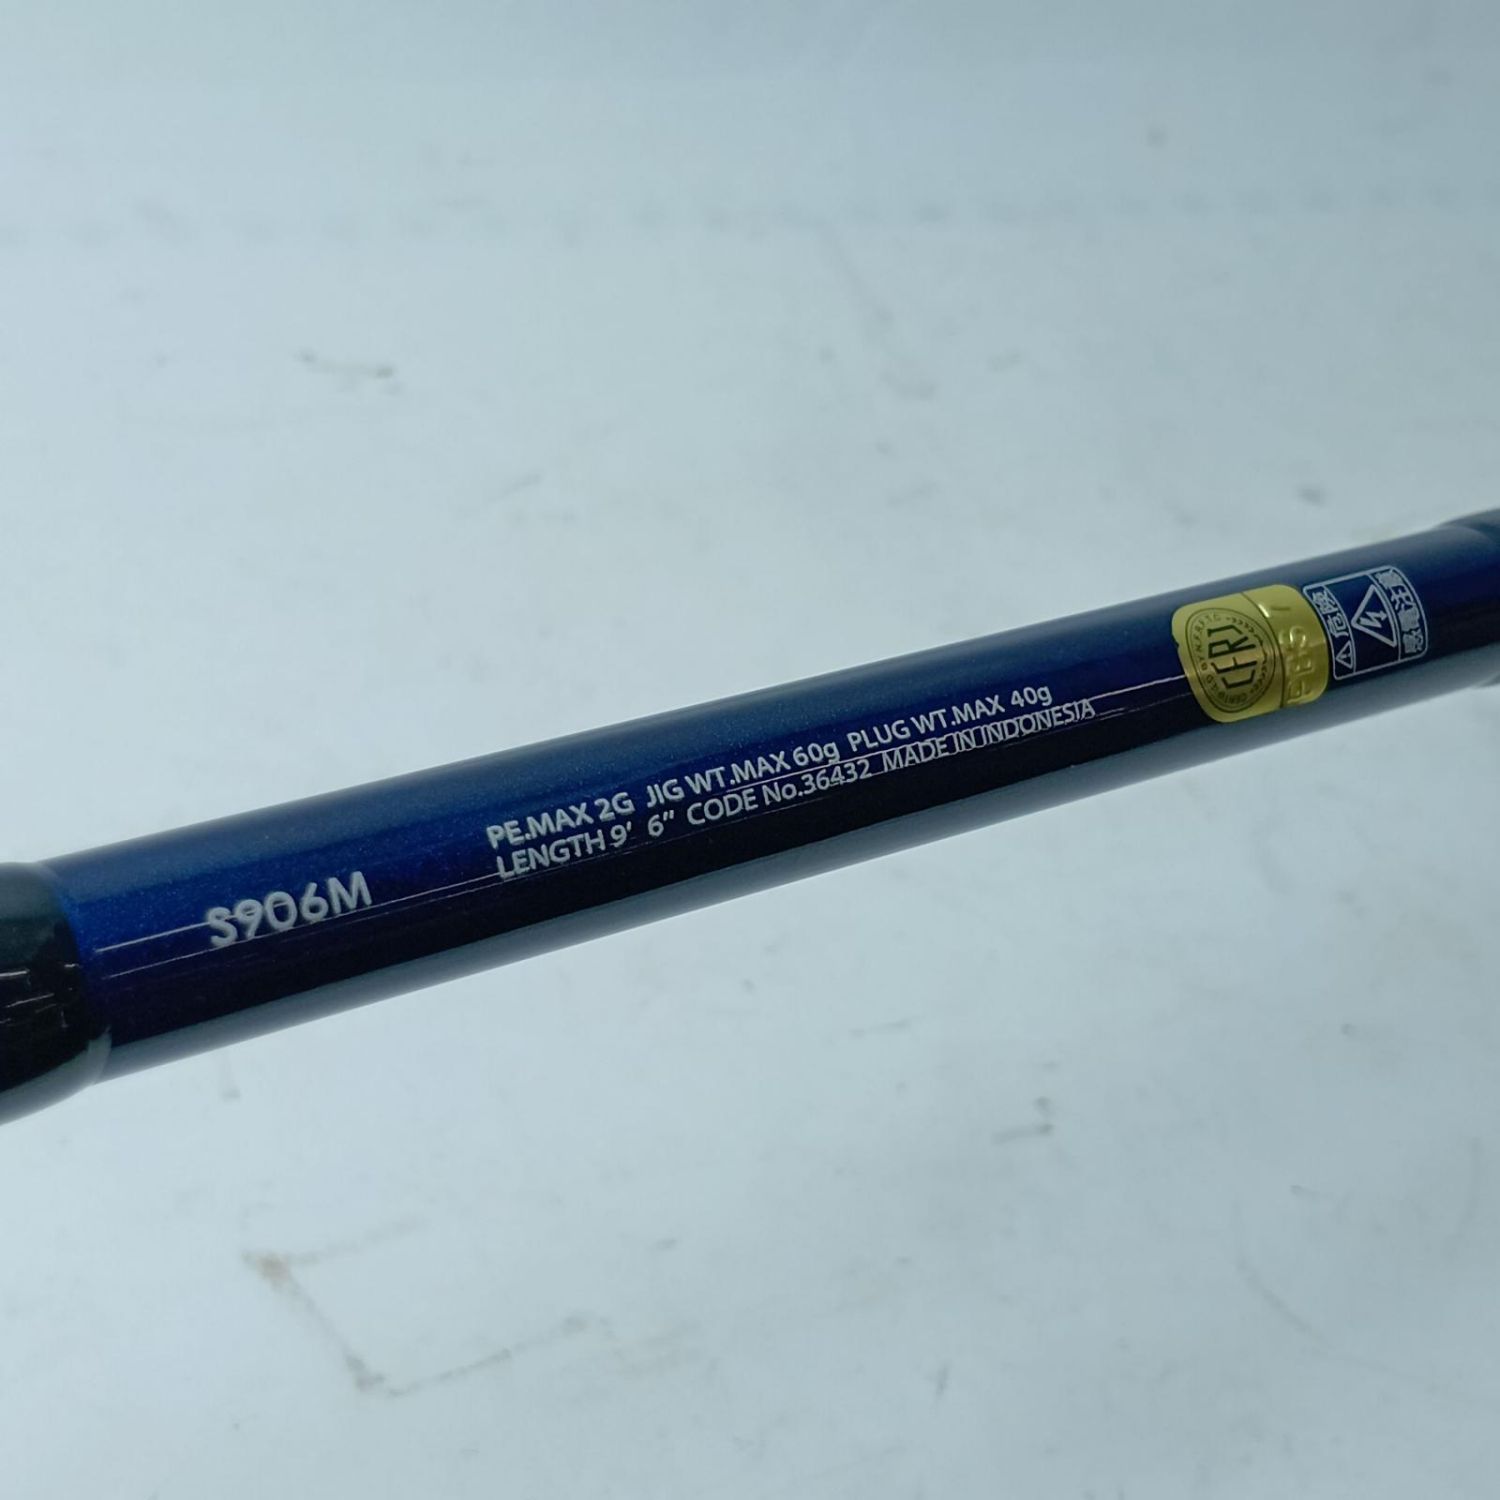 S906M
PE.MAX 2G JIG WT.MAX 60g PLUG WT.MAX 40g
LENGTH 9' 6" CODE No.36432 MADE IN INDONESIA
CFRJ
危険
感電注意